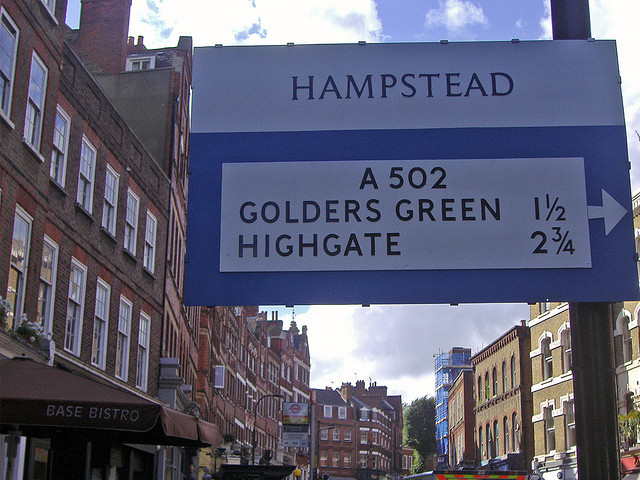 HAMPSTEAD
A 502
GOLDERS GREEN 1½
HIGHGATE 2¾
BASE BISTRO